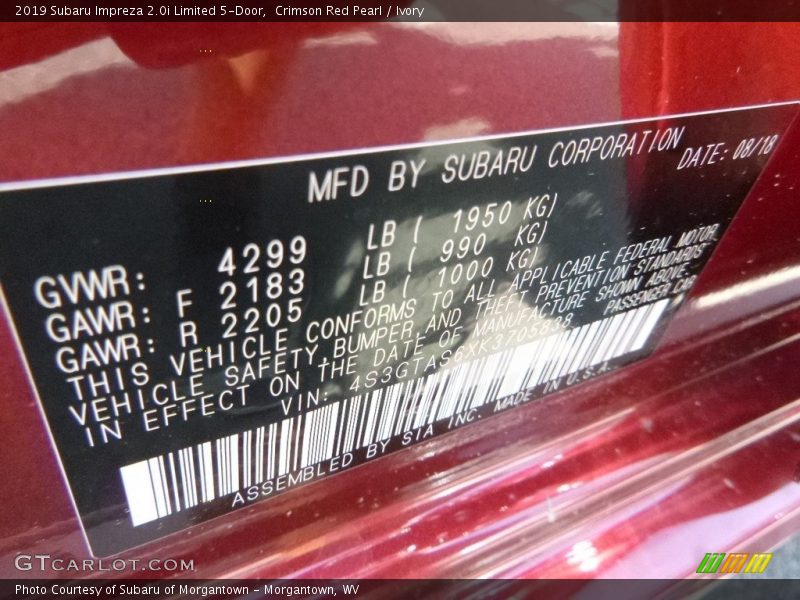 2019 Subaru Impreza 2.0i Limited 5-Door,  Crimson Red Pearl / Ivory
MFD BY SUBARU CORPORATION
DATE: 08/18
GVWR: 4299 LB ( 1950 KG)
GAWR: F 2183 LB ( 990 KG)
GAWR: R 2205 LB ( 1000 KG)
THIS VEHICLE CONFORMS TO ALL APPLICABLE FEDERAL MOTOR
VEHICLE SAFETY,BUMPER,AND THEFT PREVENTION STANDARDS
IN EFFECT ON THE DATE OF MANUFACTURE SHOWN ABOVE.
VIN: 4S3GTAS6XK3705838 PASSENGER CAR
ASSEMBLED BY SIA INC. MADE IN U.S.A.
GTCARLOT.COM
Photo Courtesy of Subaru of Morgantown - Morgantown, WV